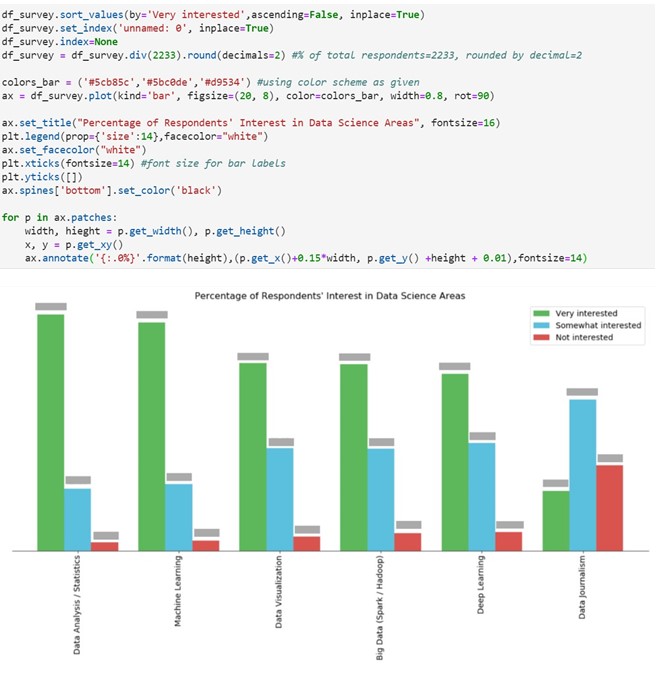 df_survey.sort_values(by='Very interested',ascending=False, inplace=True)
df_survey.set_index('unnamed: 0', inplace=True)
df_survey.index=None
df_survey = df_survey.div(2233).round(decimals=2) #% of total respondents=2233, rounded by decimal=2
colors_bar = ('#5cb85c','#5bc0de','#d9534') #using color scheme as given
ax = df_survey.plot(kind='bar', figsize=(20, 8), color=colors_bar, width=0.8, rot=90)
ax.set_title("Percentage of Respondents' Interest in Data Science Areas", fontsize=16)
plt.legend(prop={'size':14},facecolor="white")
ax.set_facecolor("white")
plt.xticks(fontsize=14) #font size for bar labels
plt.yticks([])
ax.spines['bottom'].set_color('black')
for p in ax.patches:
width, hieght = p.get_width(), p.get_height()
x, y = p.get_xy()
ax.annotate('{:.0%}'.format(height),(p.get_x()+0.15*width, p.get_y() +height + 0.01),fontsize=14)
Percentage of Respondents' Interest in Data Science Areas
Very interested
Somewhat interested
Not interested
Data Analysis / Statistics
Machine Learning
Data Visualization
Big Data (Spark / Hadoop)
Deep Learning
Data Journalism